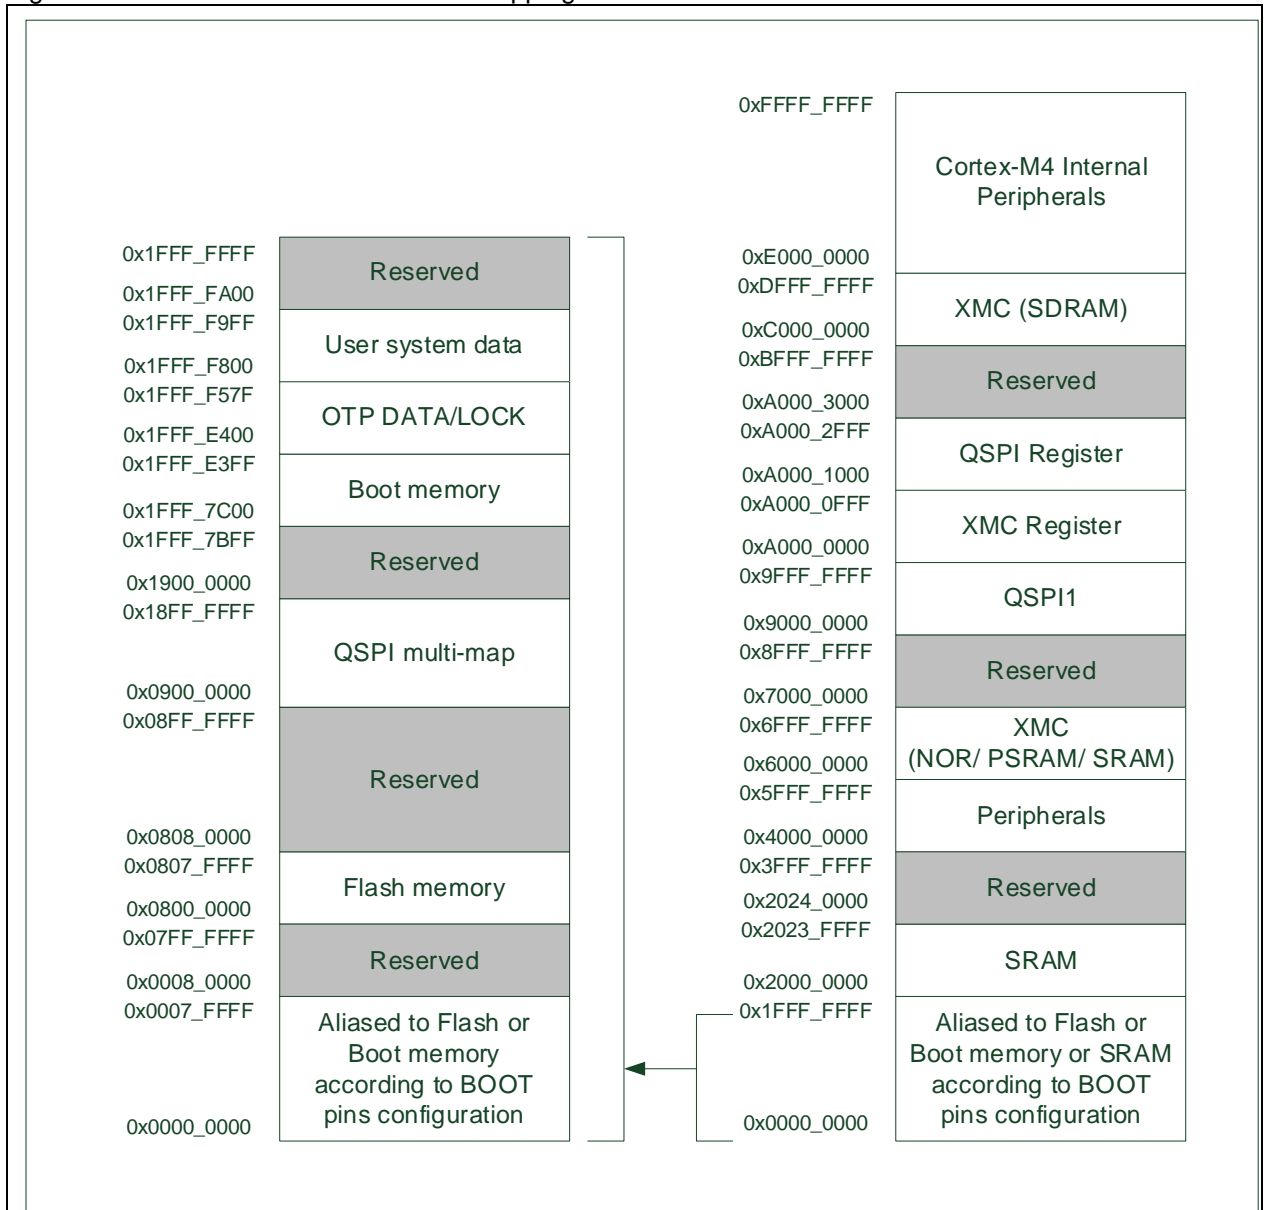 0x1FFF_FFFF
Reserved
0x1FFF_FA00
0x1FFF_F9FF
User system data
0x1FFF_F800
0x1FFF_F57F
OTP DATA/LOCK
0x1FFF_E400
0x1FFF_E3FF
Boot memory
0x1FFF_7C00
0x1FFF_7BFF
Reserved
0x1900_0000
0x18FF_FFFF
QSPI multi-map
0x0900_0000
0x08FF_FFFF
Reserved
0x0808_0000
0x0807_FFFF
Flash memory
0x0800_0000
0x07FF_FFFF
Reserved
0x0008_0000
0x0007_FFFF
Aliased to Flash or
Boot memory
according to BOOT
pins configuration
0x0000_0000
0xFFFF_FFFF
Cortex-M4 Internal
Peripherals
0xE000_0000
0xDFFF_FFFF
XMC (SDRAM)
0xC000_0000
0xBFFF_FFFF
Reserved
0xA000_3000
0xA000_2FFF
QSPI Register
0xA000_1000
0xA000_0FFF
XMC Register
0xA000_0000
0x9FFF_FFFF
QSPI1
0x9000_0000
0x8FFF_FFFF
Reserved
0x7000_0000
0x6FFF_FFFF
XMC
(NOR/ PSRAM/ SRAM)
0x6000_0000
0x5FFF_FFFF
Peripherals
0x4000_0000
0x3FFF_FFFF
Reserved
0x2024_0000
0x2023_FFFF
SRAM
0x2000_0000
0x1FFF_FFFF
Aliased to Flash or
Boot memory or SRAM
according to BOOT
pins configuration
0x0000_0000